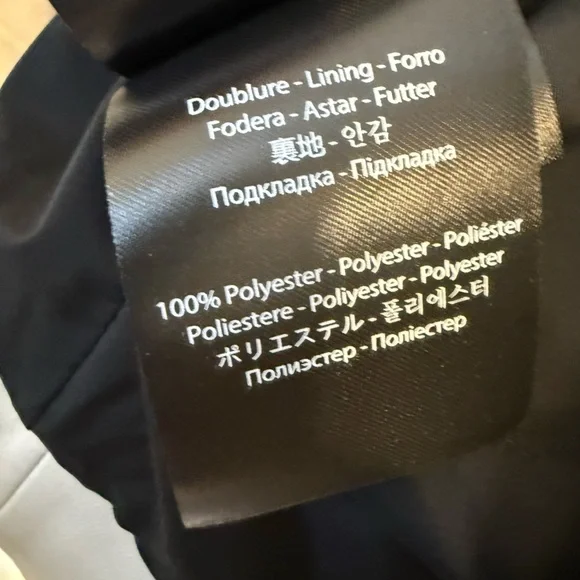 Doublure - Lining - Forro
Fodera - Astar - Futter
裏地 - 안감
Подкладка - Підкладка
100% Polyester - Polyester - Poliéster
Poliestere - Poliyester - Polyester
ポリエステル - 폴리에스터
Полиэстер - Поліестер